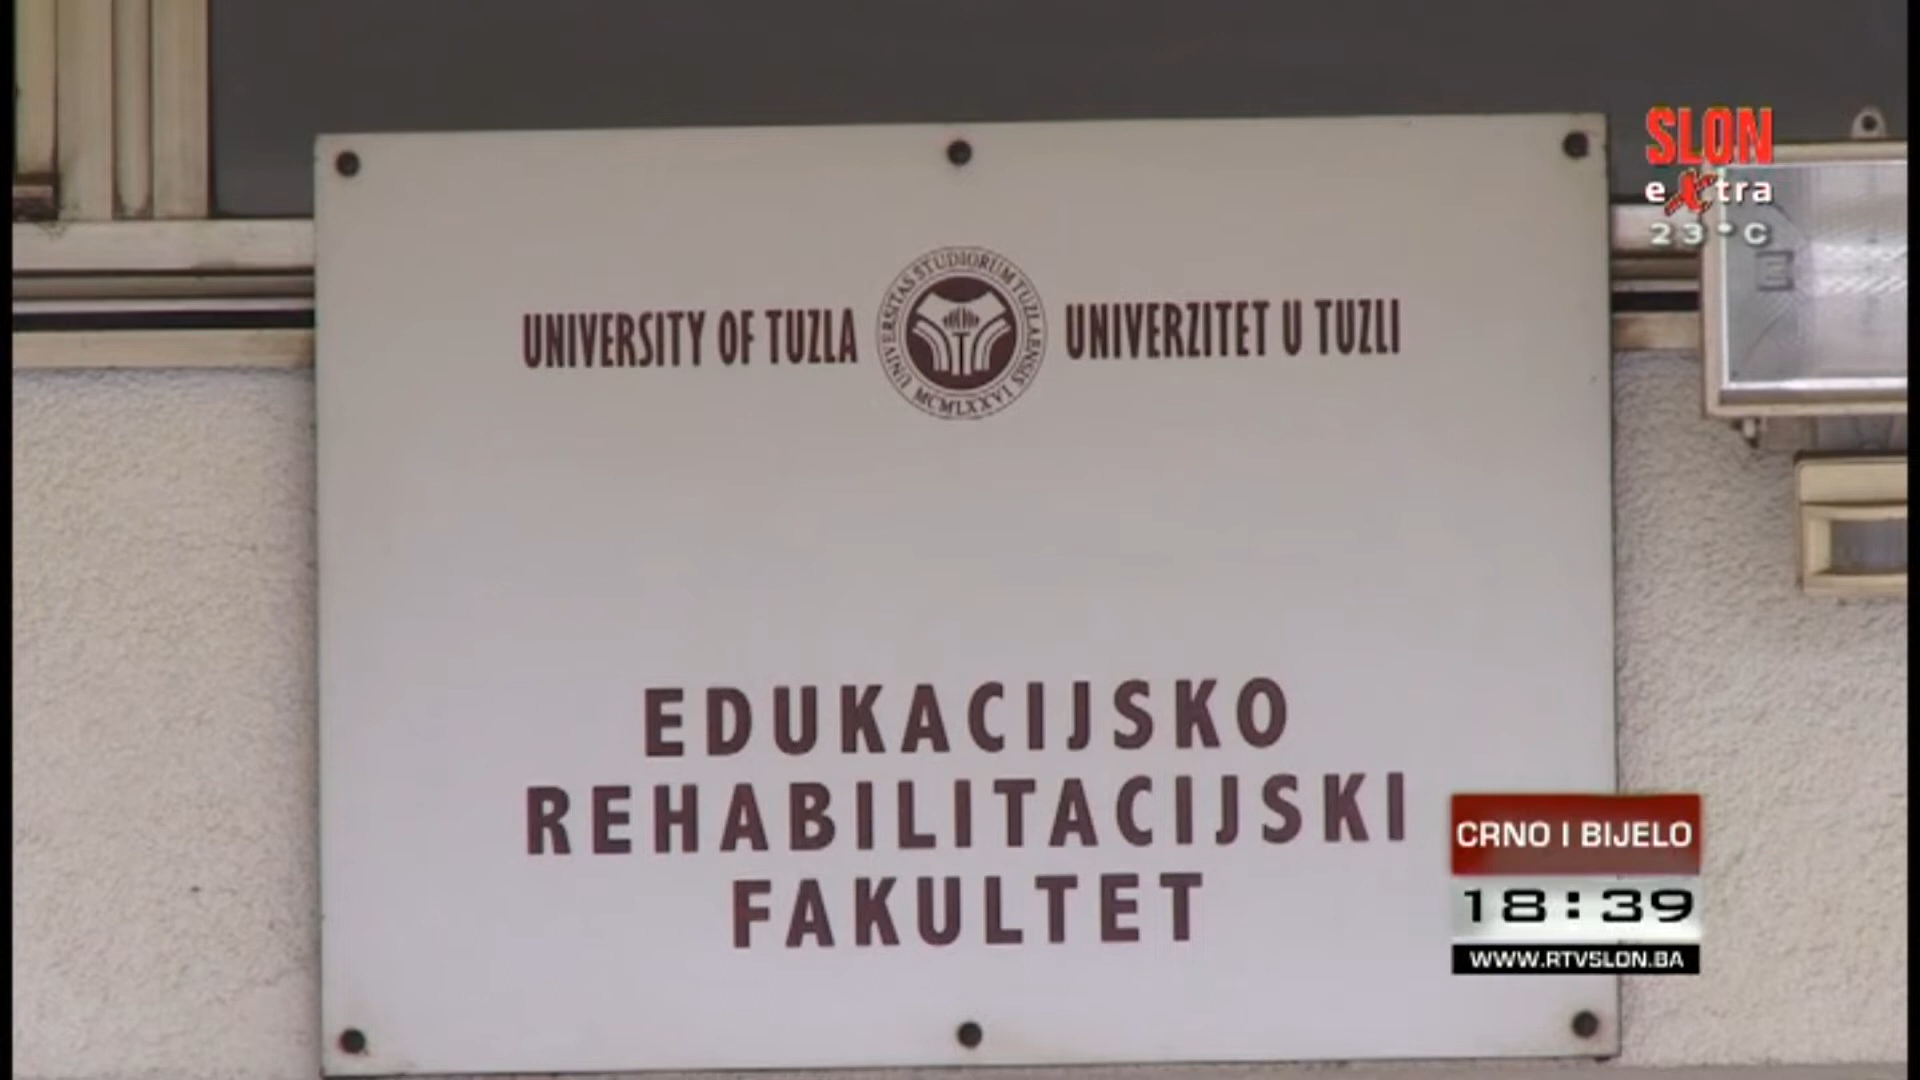 SLON
extra
23°C
UNIVERSITY OF TUZLA
UNIVERSITAS STUDIORUM TUZLAENSIS
MCMLXXVI
UNIVERZITET U TUZLI
EDUKACIJSKO
REHABILITACIJSKI
FAKULTET
CRNO I BIJELO
18:39
WWW.RTVSLON.BA